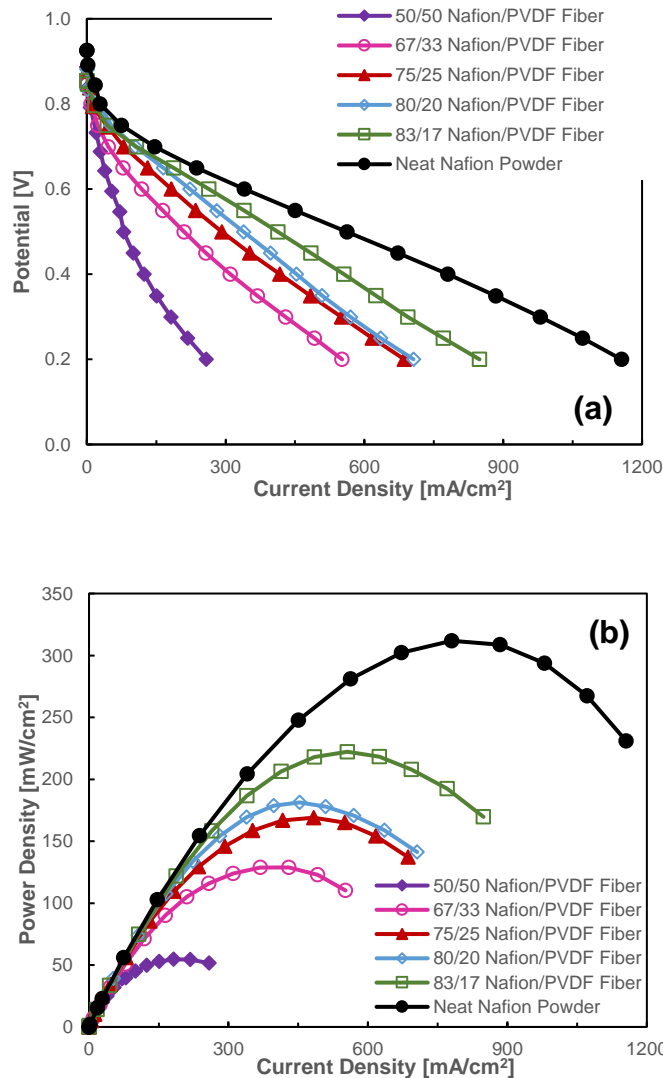 50/50 Nafion/PVDF Fiber
67/33 Nafion/PVDF Fiber
75/25 Nafion/PVDF Fiber
80/20 Nafion/PVDF Fiber
83/17 Nafion/PVDF Fiber
Neat Nafion Powder
Potential [V]
1.0
0.8
0.6
0.4
0.2
0.0
(a)
0 300 600 900 1200
Current Density [mA/cm²]
Power Density [mW/cm²]
350
300
250
200
150
100
50
0
(b)
50/50 Nafion/PVDF Fiber
67/33 Nafion/PVDF Fiber
75/25 Nafion/PVDF Fiber
80/20 Nafion/PVDF Fiber
83/17 Nafion/PVDF Fiber
Neat Nafion Powder
0 300 600 900 1200
Current Density [mA/cm²]